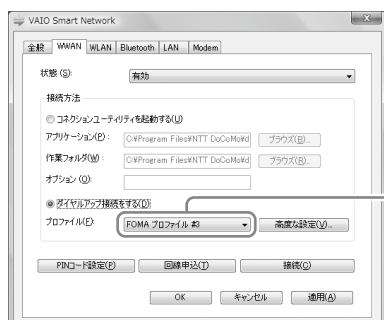 VAIO Smart Network
全般 WWAN WLAN Bluetooth LAN Modem
状態 (S): 有効
接続方法
コネクションユーティリティを起動する(U)
アプリケーション(P): C:¥Program Files¥NTT DoCoMo¥d ブラウズ(B)...
作業フォルダ(W): C:¥Program Files¥NTT DoCoMo¥d ブラウズ(R)...
オプション (O):
ダイヤルアップ接続をする(D):
プロファイル(F): FOMA プロファイル #3 高度な設定(V)...
PINコード設定(P) 回線申込(T) 接続(C)
OK キャンセル 適用(A)